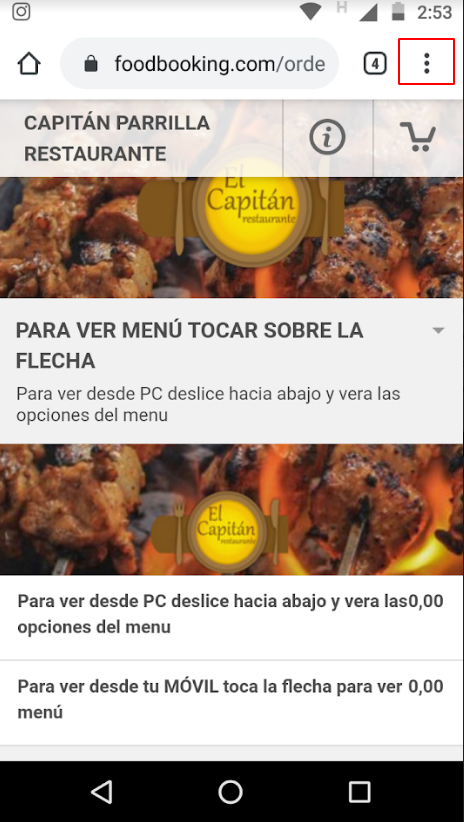 H
2:53
foodbooking.com/orde
4
CAPITÁN PARRILLA
RESTAURANTE
i
El
Capitán
restaurante
PARA VER MENÚ TOCAR SOBRE LA
FLECHA
Para ver desde PC deslice hacia abajo y vera las
opciones del menu
El
Capitán
restaurante
Para ver desde PC deslice hacia abajo y vera las0,00
opciones del menu
Para ver desde tu MÓVIL toca la flecha para ver 0,00
menú